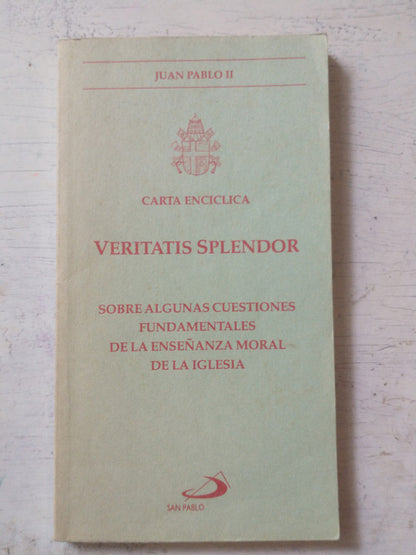 JUAN PABLO II
CARTA ENCICLICA
VERITATIS SPLENDOR
SOBRE ALGUNAS CUESTIONES
FUNDAMENTALES
DE LA ENSEÑANZA MORAL
DE LA IGLESIA
SAN PABLO